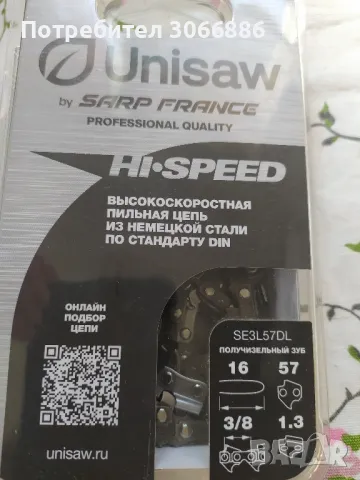 Потребител 3066886
Unisaw
by SARP FRANCE
PROFESSIONAL QUALITY
HI•SPEED
ВЫСОКОСКОРОСТНАЯ
ПИЛЬНАЯ ЦЕПЬ
ИЗ НЕМЕЦКОЙ СТАЛИ
ПО СТАНДАРТУ DIN
ОНЛАЙН
ПОДБОР
ЦЕПИ
SE3L57DL
ПОЛУЧИЗЕЛЬНЫЙ ЗУБ
16 57
3/8 1.3
unisaw.ru
BAZAR